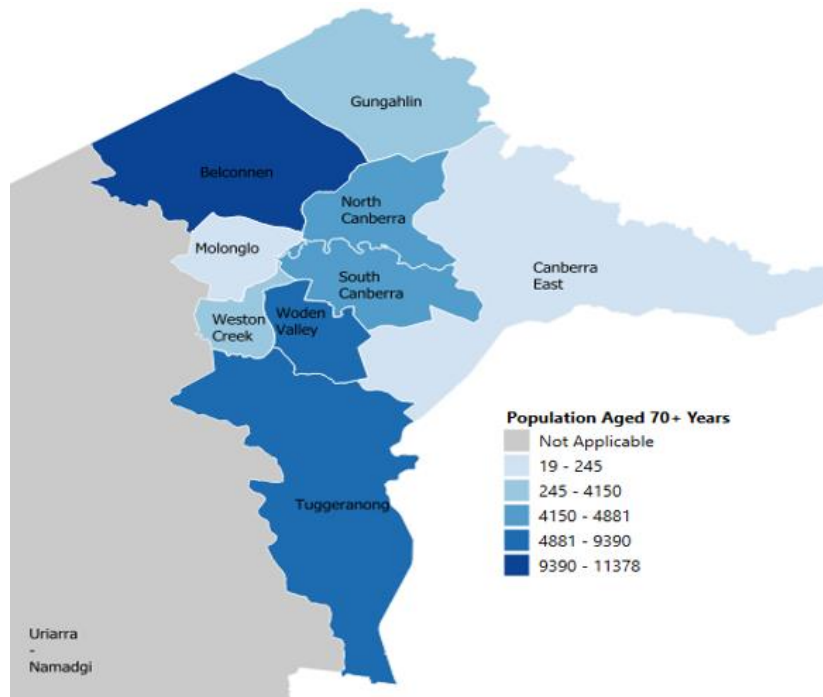 Gungahlin
Belconnen
North
Canberra
Molonglo
Canberra
East
South
Canberra
Weston
Creek
Woden
Valley
Population Aged 70+ Years
Not Applicable
19 - 245
245 - 4150
4150 - 4881
4881 - 9390
9390 - 11378
Tuggeranong
Uriarra
-
Namadgi